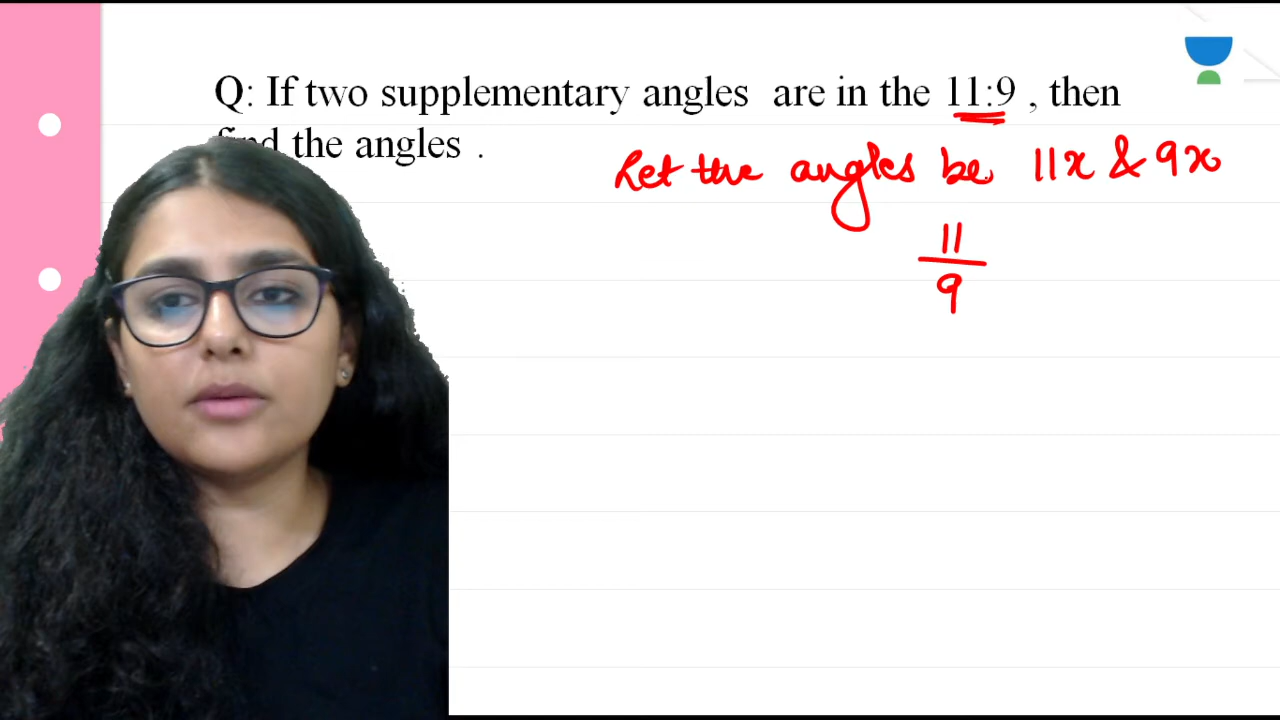 Q: If two supplementary angles are in the 11:9 , then
find the angles .
Let the angles be 11x & 9x
11
9